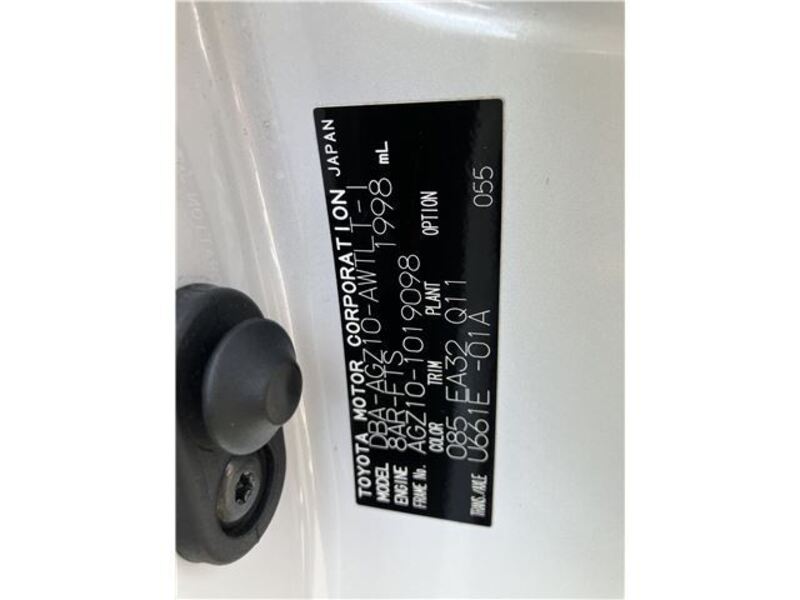 TOYOTA MOTOR CORPORATION JAPAN
MODEL DBA-AGZ10-AWTLT-I
ENGINE 8AR-FTS 1998 mL
FRAME No. AGZ10-1019098
COLOR TRIM PLANT OPTION
085 EA32 Q11 055
TRANS./AXLE U661E -01A